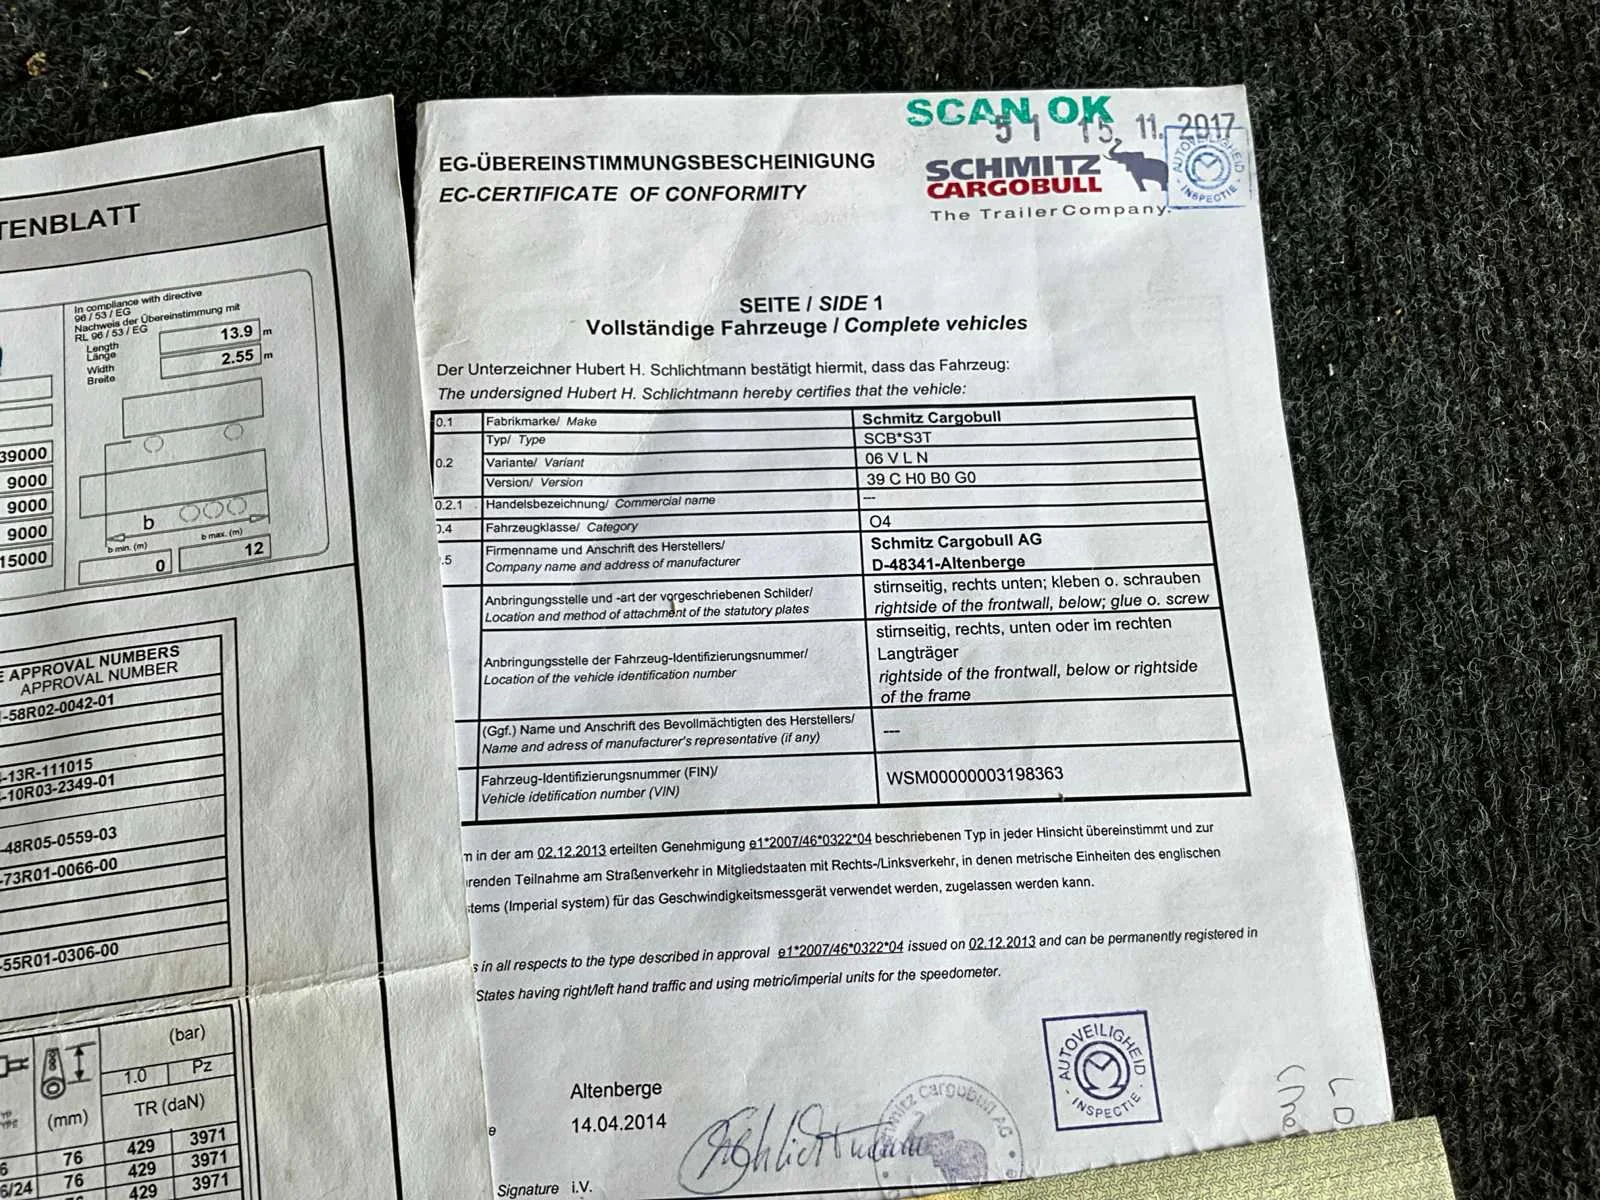 TENBLATT
In compliance with directive
96 / 53 / EG
Nachweis der Übereinstimmung mit
RL 96 / 53 / EG
Length
Länge
13.9 m
Width
Breite
2.55 m
39000
9000
9000
9000
15000
b
b min. (m)
b max. (m)
0
12
E APPROVAL NUMBERS
APPROVAL NUMBER
-58R02-0042-01
-13R-111015
-10R03-2349-01
-48R05-0559-03
-73R01-0066-00
-55R01-0306-00
(bar)
1.0 Pz
(mm) TR (daN)
6 76 429 3971
6/24 76 429 3971
429 3971
SCAN OK
51 15. 11. 2017
EG-ÜBEREINSTIMMUNGSBESCHEINIGUNG
EC-CERTIFICATE OF CONFORMITY
SCHMITZ
CARGOBULL
The Trailer Company.
AUTOVEILIGHEID
INSPECTIE
SEITE / SIDE 1
Vollständige Fahrzeuge / Complete vehicles
Der Unterzeichner Hubert H. Schlichtmann bestätigt hiermit, dass das Fahrzeug:
The undersigned Hubert H. Schlichtmann hereby certifies that the vehicle:
0.1 Fabrikmarke/ Make Schmitz Cargobull
Typ/ Type SCB*S3T
0.2 Variante/ Variant 06 V L N
Version/ Version 39 C H0 B0 G0
0.2.1 Handelsbezeichnung/ Commercial name ---
0.4 Fahrzeugklasse/ Category O4
.5 Firmenname und Anschrift des Herstellers/ Schmitz Cargobull AG
Company name and address of manufacturer D-48341-Altenberge
Anbringungsstelle und -art der vorgeschriebenen Schilder/ stirnseitig, rechts unten; kleben o. schrauben
Location and method of attachment of the statutory plates rightside of the frontwall, below; glue o. screw
Anbringungsstelle der Fahrzeug-Identifizierungsnummer/ stirnseitig, rechts, unten oder im rechten
Langträger
Location of the vehicle identification number rightside of the frontwall, below or rightside
of the frame
(Ggf.) Name und Anschrift des Bevollmächtigten des Herstellers/ ---
Name and adress of manufacturer's representative (if any)
Fahrzeug-Identifizierungsnummer (FIN)/ WSM00000003198363
Vehicle idetification number (VIN)
in der am 02.12.2013 erteilten Genehmigung e1*2007/46*0322*04 beschriebenen Typ in jeder Hinsicht übereinstimmt und zur
renden Teilnahme am Straßenverkehr in Mitgliedstaaten mit Rechts-/Linksverkehr, in denen metrische Einheiten des englischen
tems (Imperial system) für das Geschwindigkeitsmessgerät verwendet werden, zugelassen werden kann.
s in all respects to the type described in approval e1*2007/46*0322*04 issued on 02.12.2013 and can be permanently registered in
States having right/left hand traffic and using metric/imperial units for the speedometer.
AUTOVEILIGHEID
INSPECTIE
Altenberge
14.04.2014
e
Signature i.V.
Schlichtmann
mitz Cargobull AG